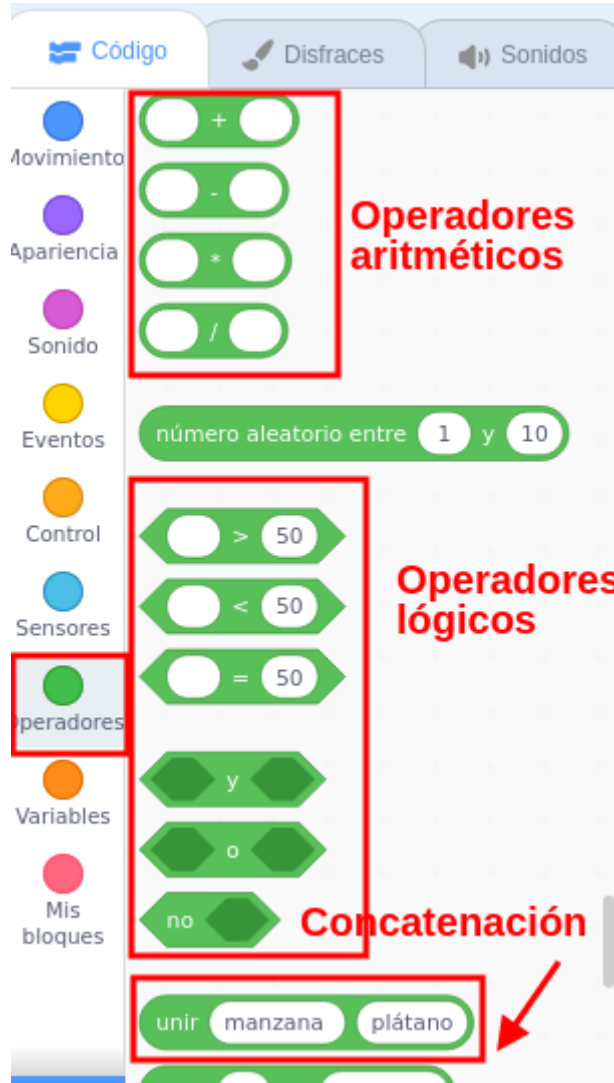 Código
Disfraces
Sonidos
Movimiento
Apariencia
Sonido
Eventos
Control
Sensores
Operadores
Variables
Mis
bloques
+
-
*
/
Operadores
aritméticos
número aleatorio entre 1 y 10
> 50
< 50
= 50
Operadores
lógicos
y
o
no
Concatenación
unir manzana plátano